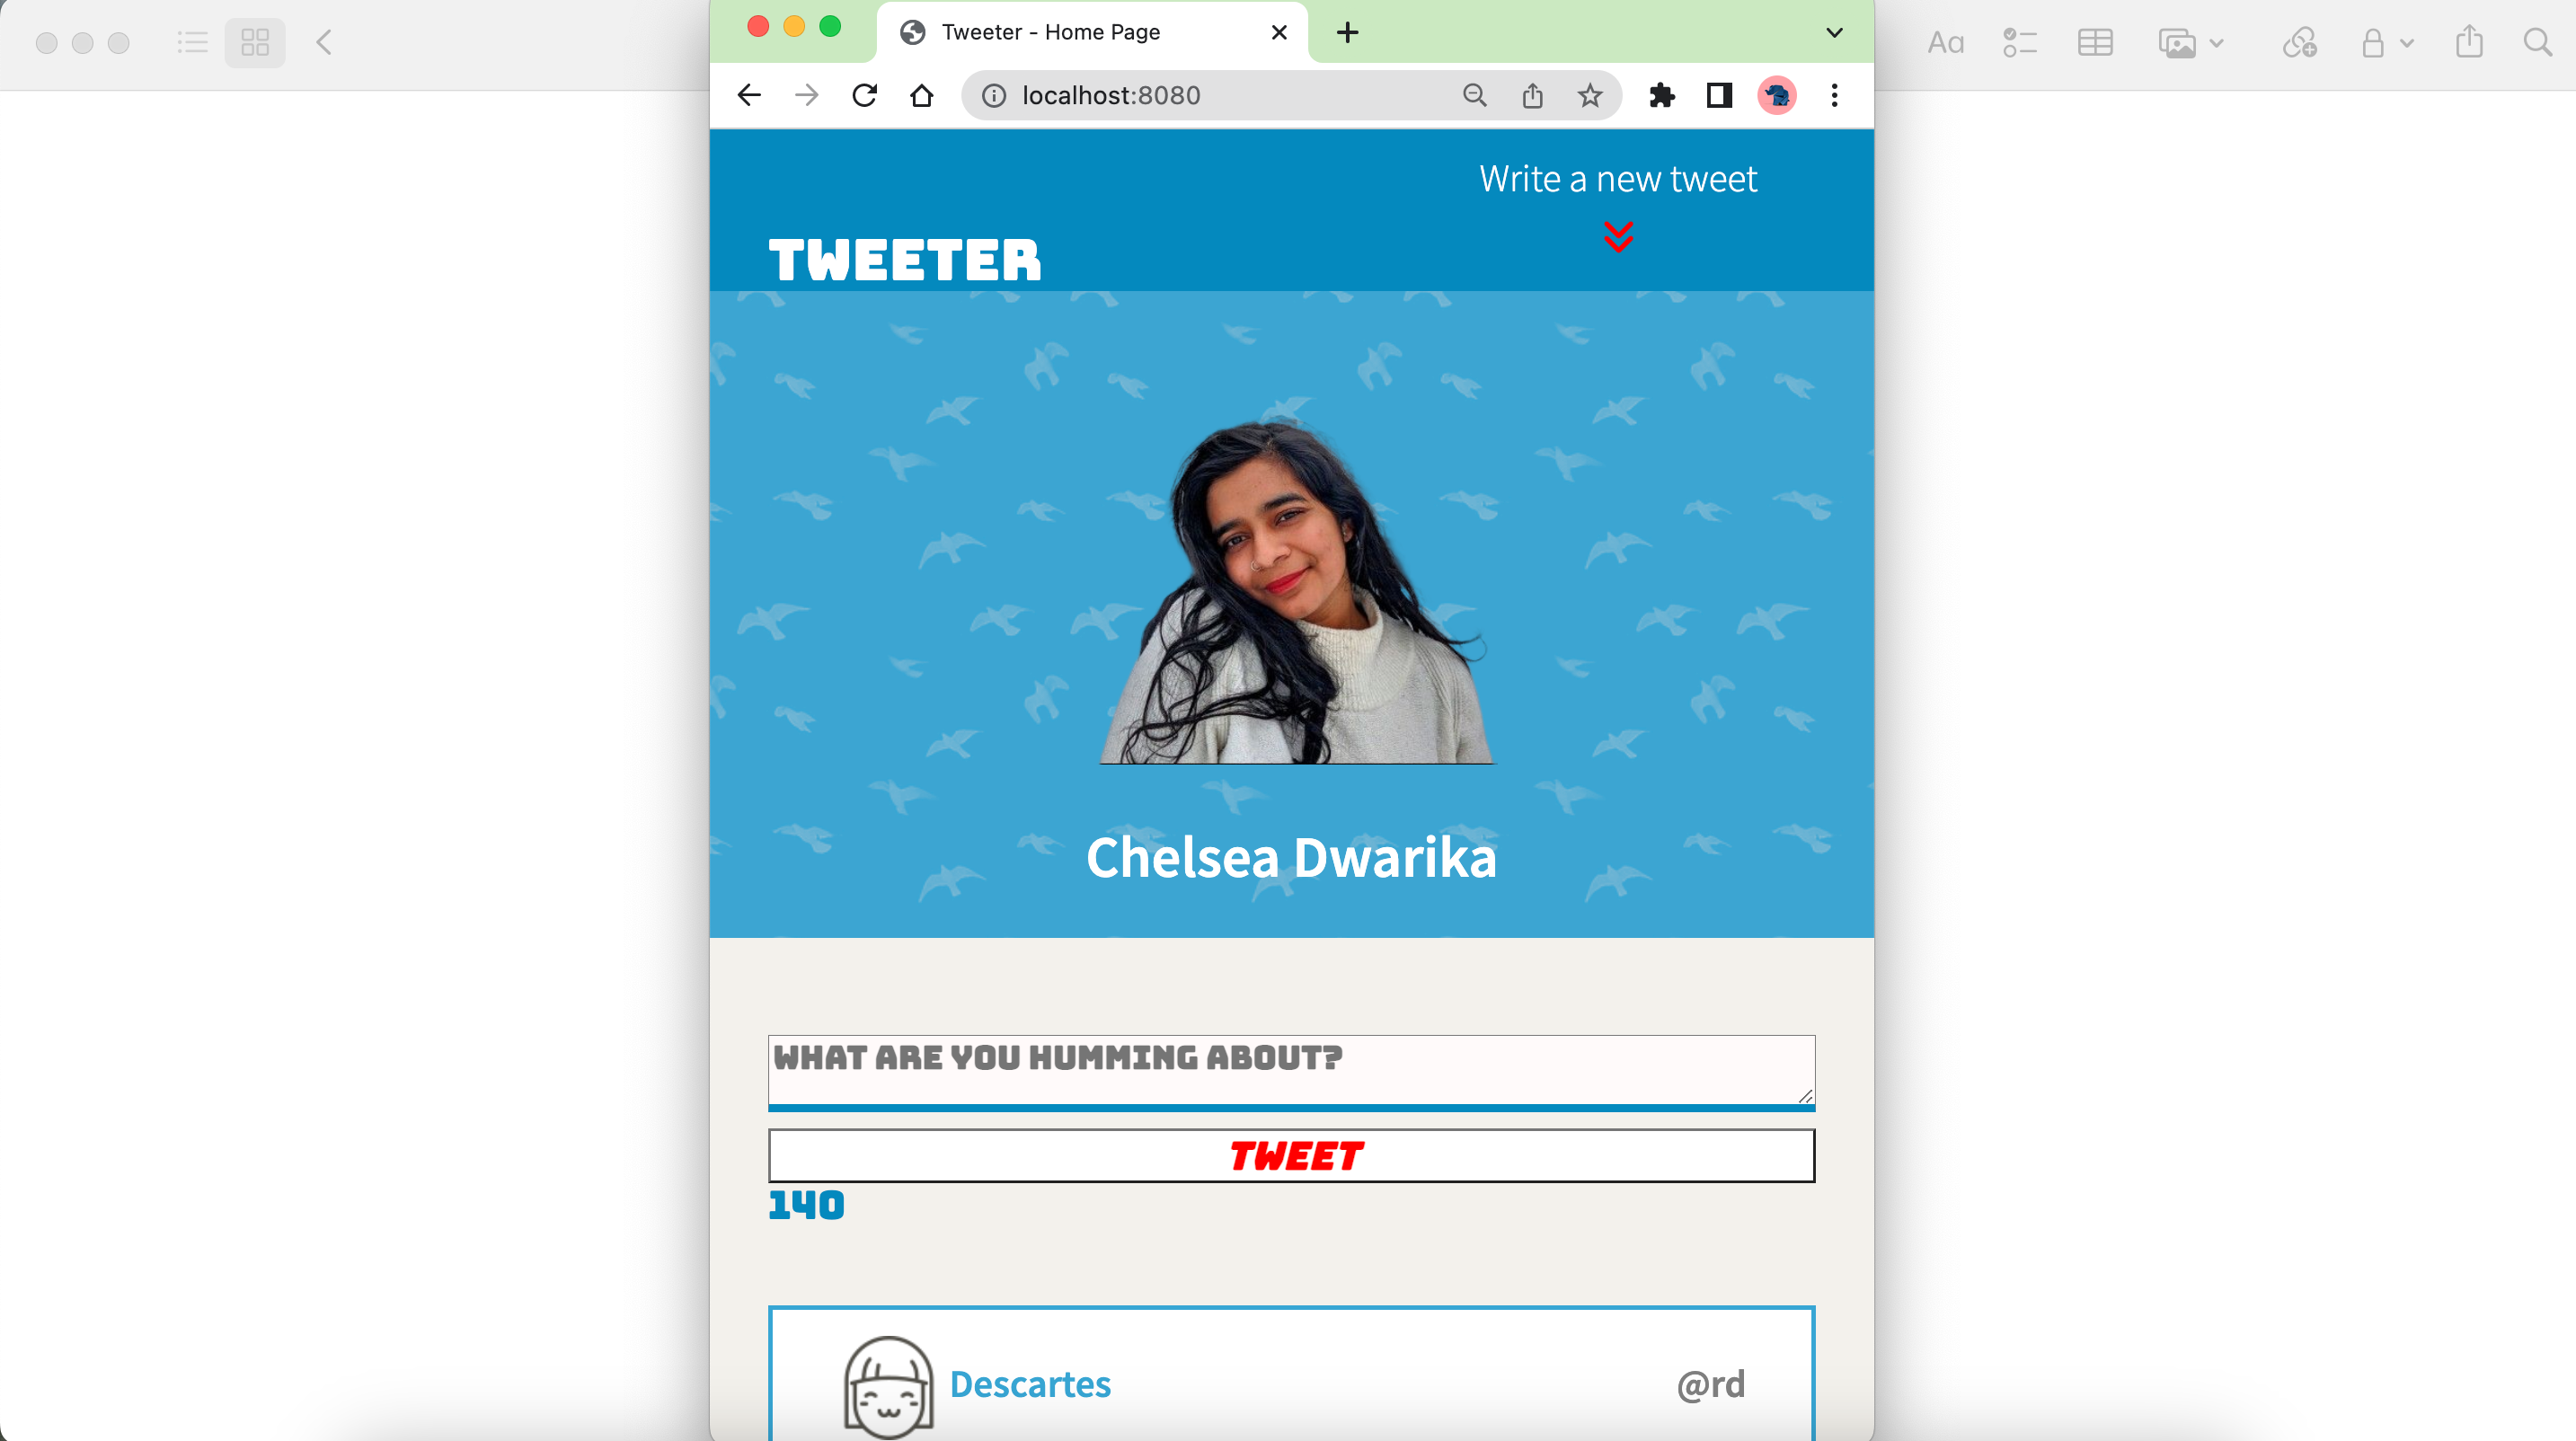 Aa
Tweeter - Home Page
localhost:8080
Write a new tweet
TWEETER
Chelsea Dwarika
WHAT ARE YOU HUMMING ABOUT?
TWEET
140
Descartes @rd